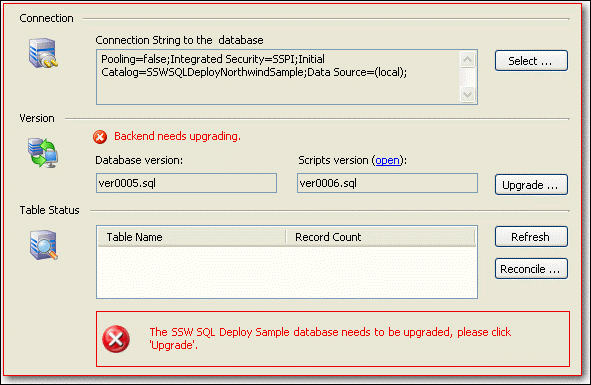 Connection
Connection String to the database
Pooling=false;Integrated Security=SSPI;Initial
Catalog=SSWSQLDeployNorthwindSample;Data Source=(local);
Select ...
Version
Backend needs upgrading.
Database version:
Scripts version (open):
ver0005.sql
ver0006.sql
Upgrade ...
Table Status
Table Name
Record Count
Refresh
Reconcile ...
The SSW SQL Deploy Sample database needs to be upgraded, please click
'Upgrade'.